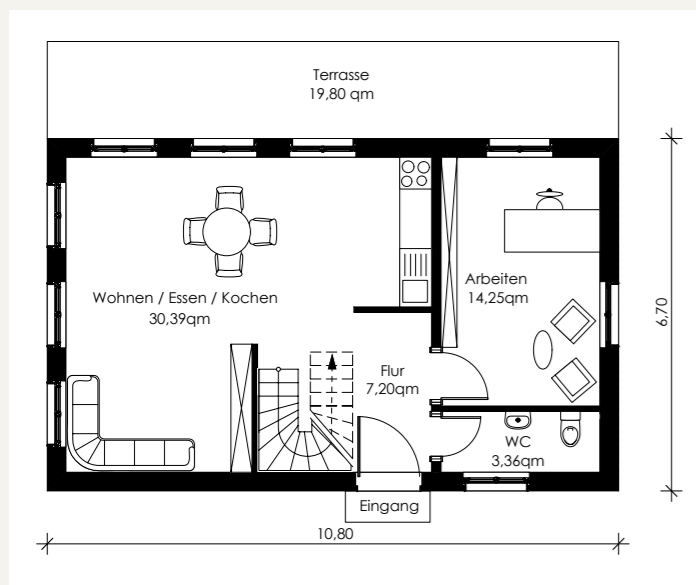 Terrasse
19,80 qm
Arbeiten
14,25qm
Wohnen / Essen / Kochen
30,39qm
6,70
Flur
7,20qm
WC
3,36qm
Eingang
10,80